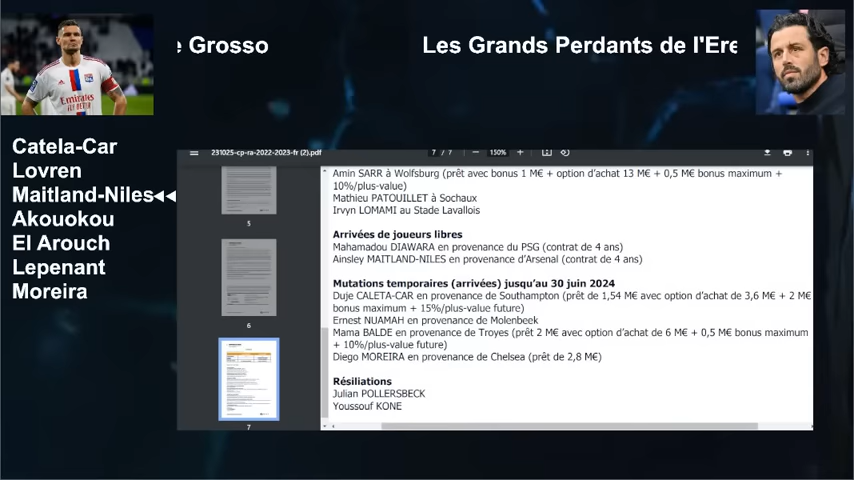 e Grosso
Les Grands Perdants de l'Ere
Emirates
Catela-Car
Lovren
Maitland-Niles◄◄
Akouokou
El Arouch
Lepenant
Moreira
231025-cp-ra-2022-2023-fr (2).pdf
7 / 7
150%
5
6
7
Amin SARR à Wolfsburg (prêt avec bonus 1 M€ + option d'achat 13 M€ + 0,5 M€ bonus maximum +
10%/plus-value)
Mathieu PATOUILLET à Sochaux
Irvyn LOMAMI au Stade Lavallois
Arrivées de joueurs libres
Mahamadou DIAWARA en provenance du PSG (contrat de 4 ans)
Ainsley MAITLAND-NILES en provenance d'Arsenal (contrat de 4 ans)
Mutations temporaires (arrivées) jusqu'au 30 juin 2024
Duje CALETA-CAR en provenance de Southampton (prêt de 1,54 M€ avec option d'achat de 3,6 M€ + 2 M€
bonus maximum + 15%/plus-value future)
Ernest NUAMAH en provenance de Molenbeek
Mama BALDE en provenance de Troyes (prêt 2 M€ avec option d'achat de 6 M€ + 0,5 M€ bonus maximum
+ 10%/plus-value future)
Diego MOREIRA en provenance de Chelsea (prêt de 2,8 M€)
Résiliations
Julian POLLERSBECK
Youssouf KONE